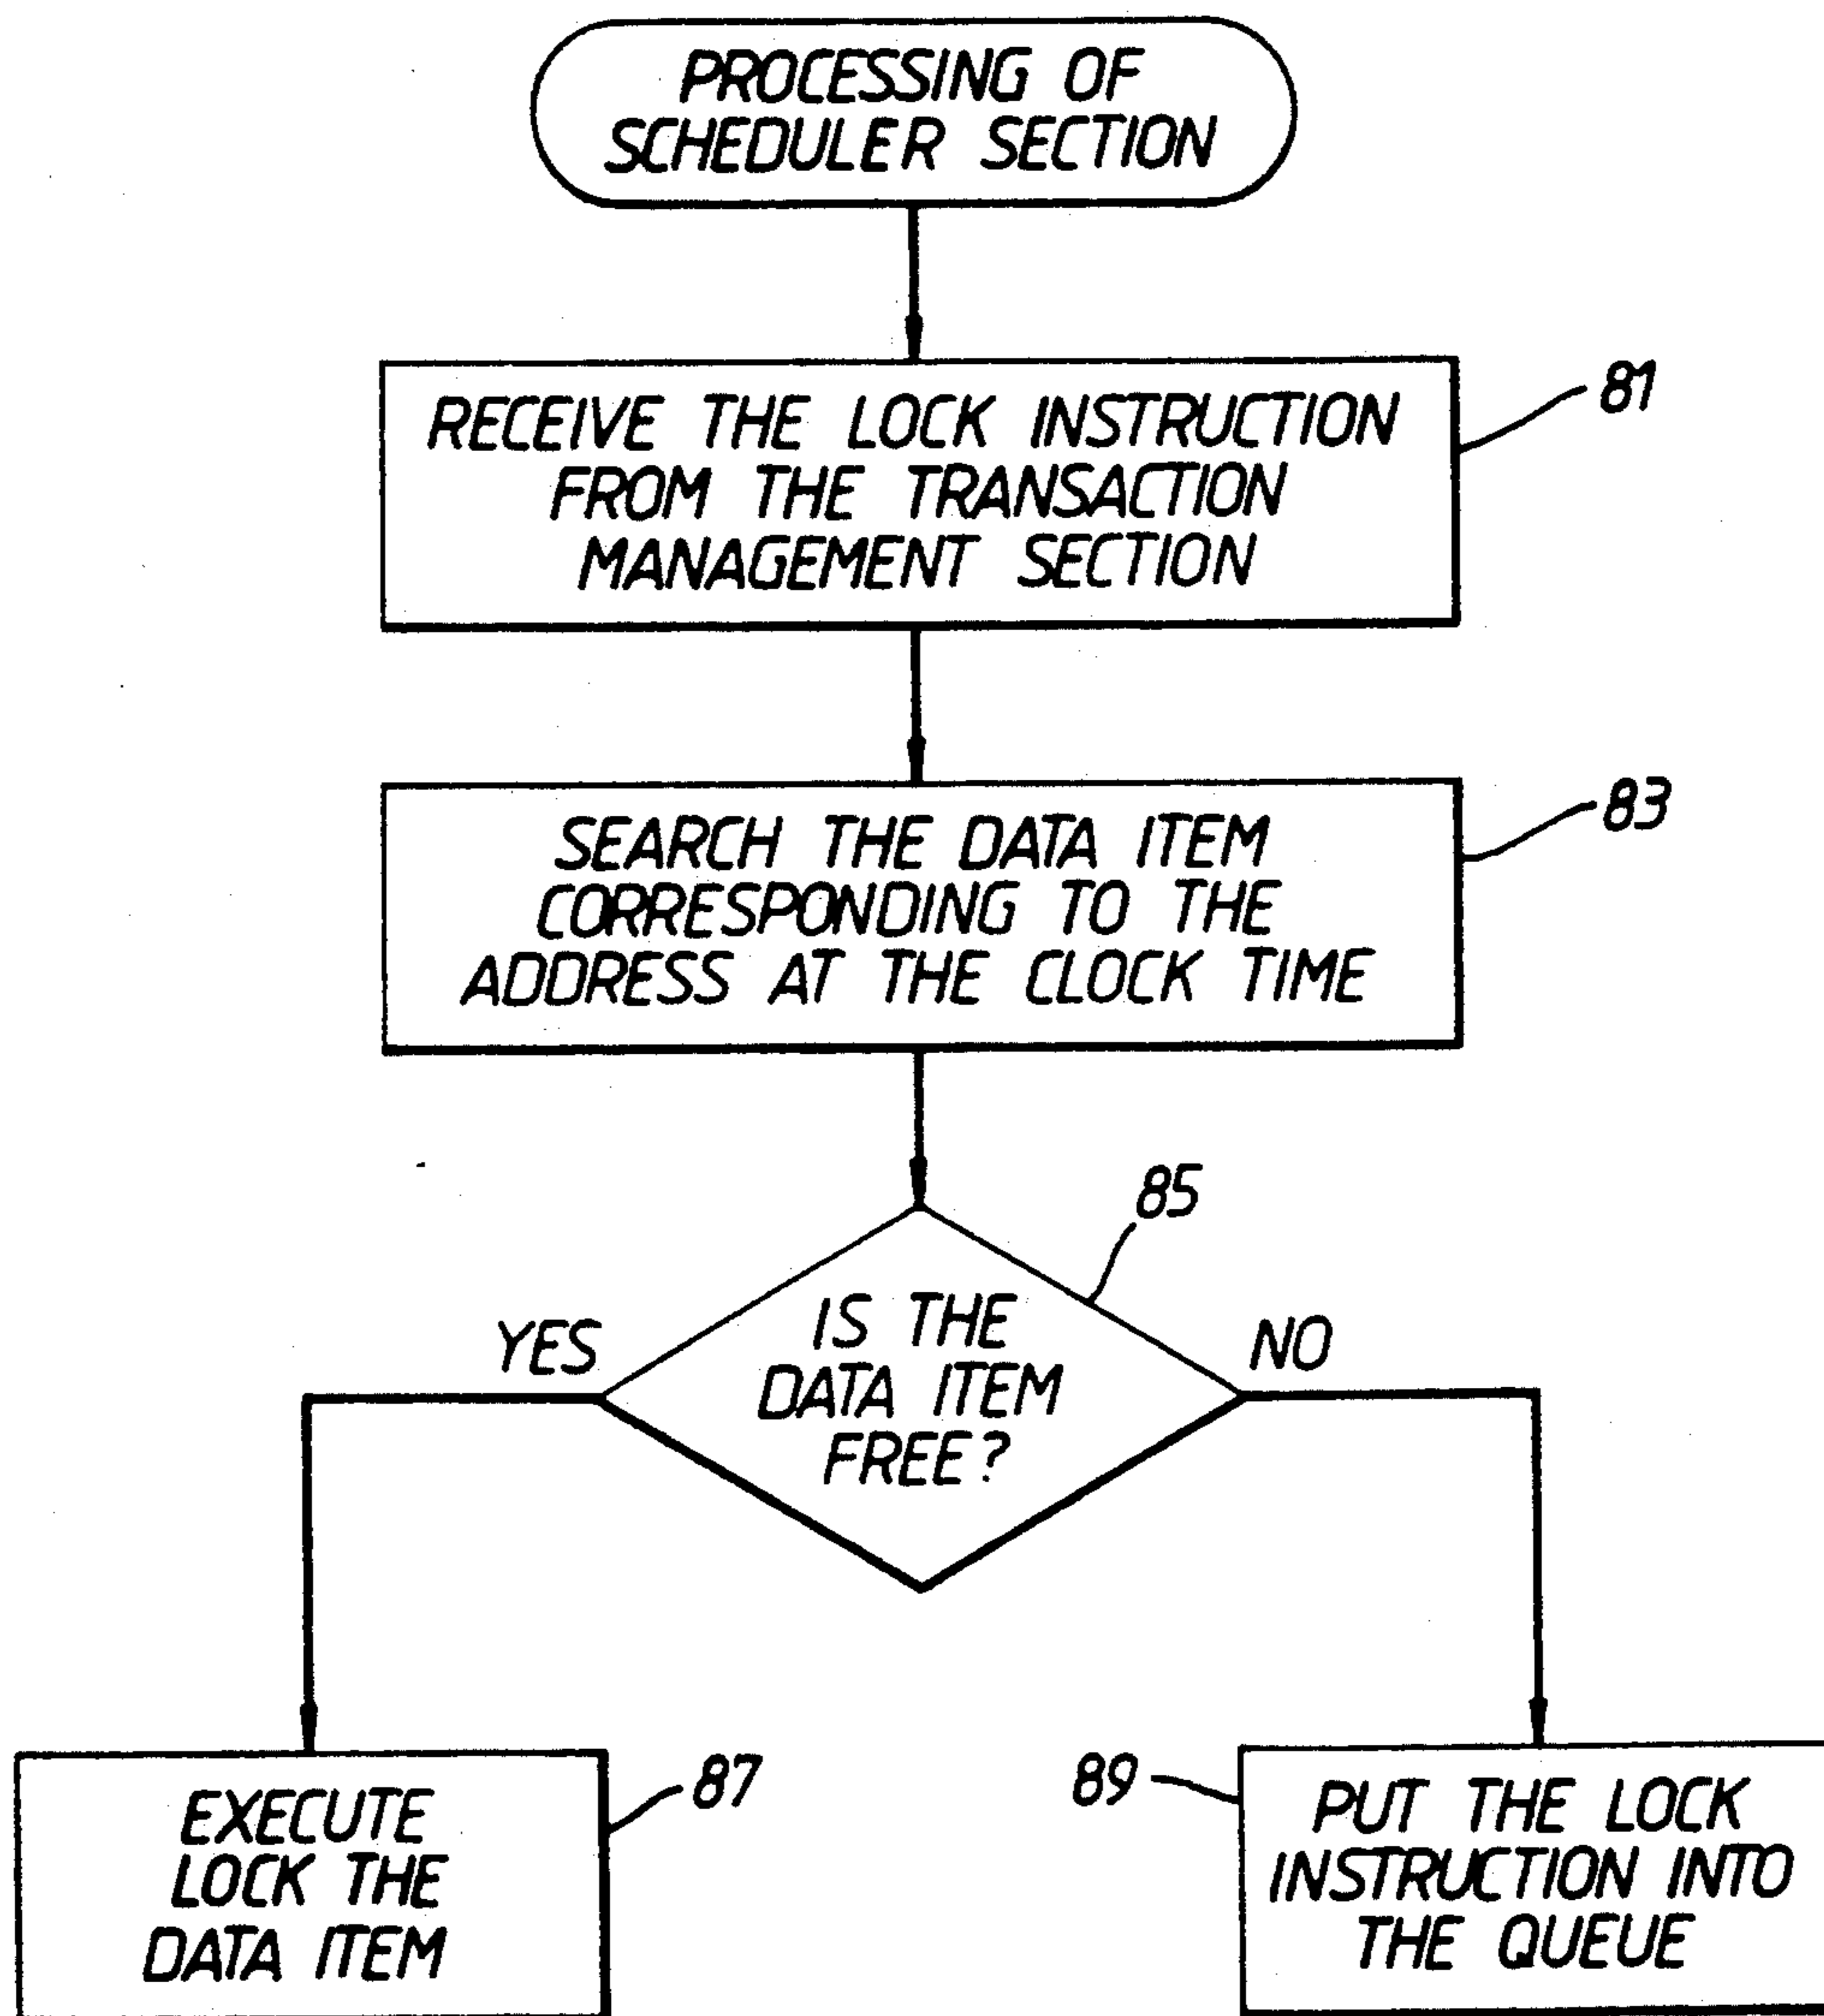 PROCESSING OF
SCHEDULER SECTION
RECEIVE THE LOCK INSTRUCTION
FROM THE TRANSACTION
MANAGEMENT SECTION
81
SEARCH THE DATA ITEM
CORRESPONDING TO THE
ADDRESS AT THE CLOCK TIME
83
85
IS THE
DATA ITEM
FREE?
YES
NO
EXECUTE
LOCK THE
DATA ITEM
87
89
PUT THE LOCK
INSTRUCTION INTO
THE QUEUE